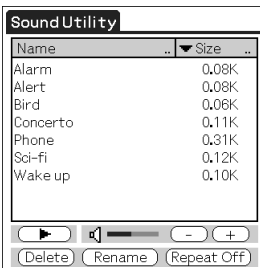 Sound Utility
Name .. ▼ Size ..
Alarm 0.08K
Alert 0.08K
Bird 0.06K
Concerto 0.11K
Phone 0.31K
Sci-fi 0.12K
Wake up 0.10K
- +
Delete Rename Repeat Off